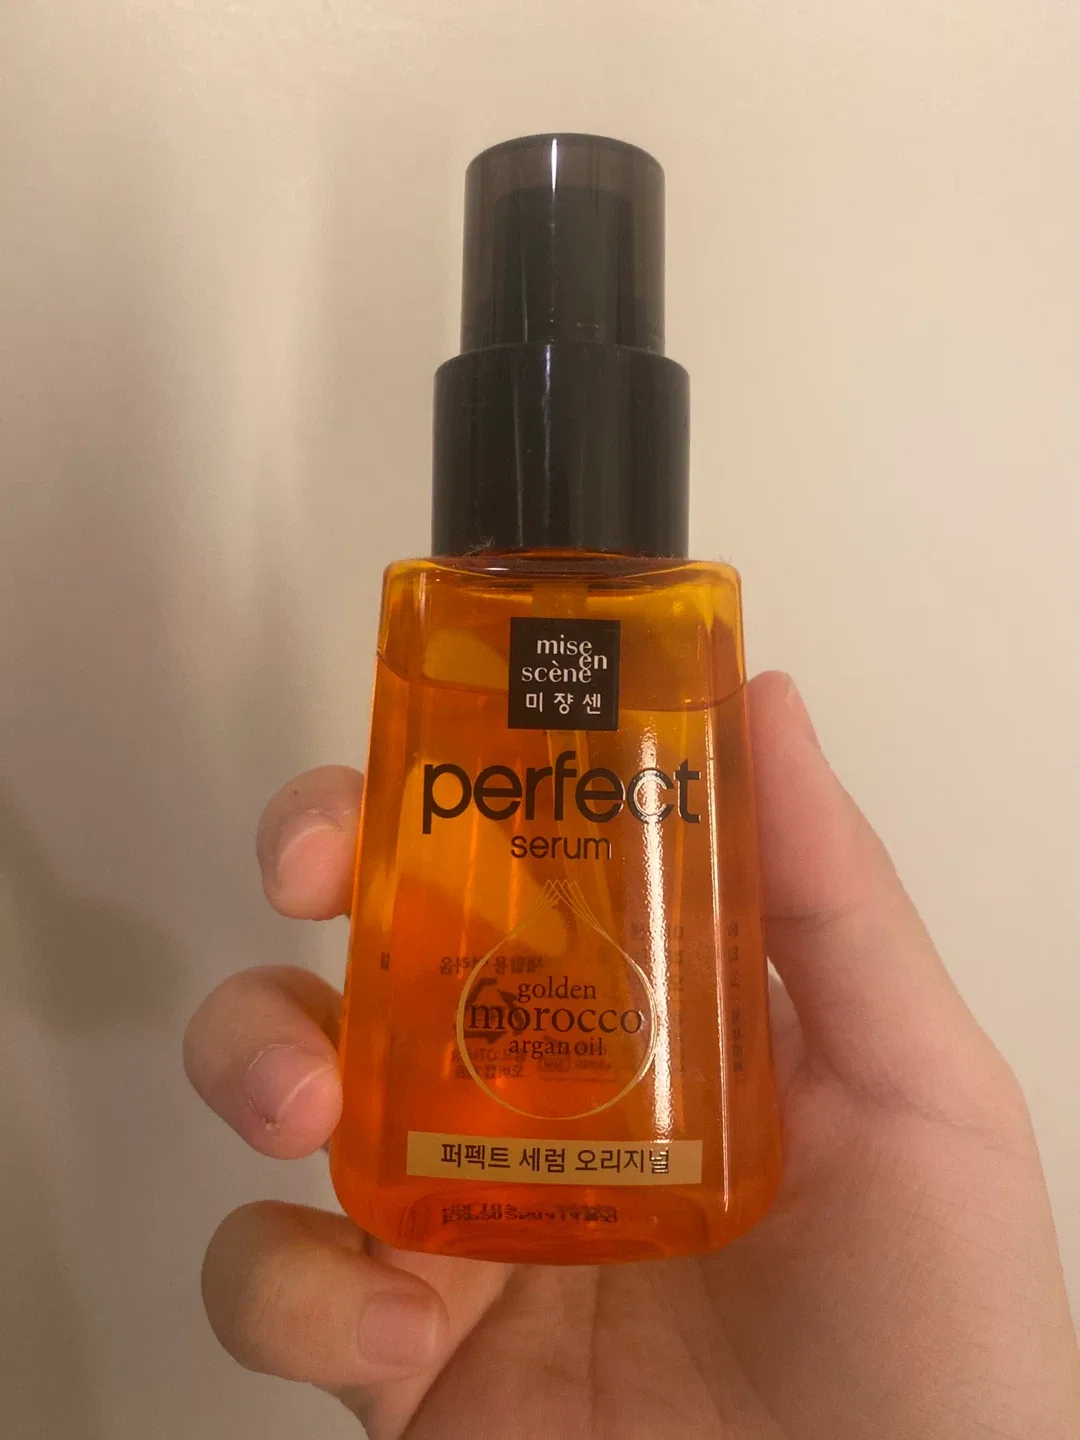 mise
en
scène
미쟝센
perfect
serum
golden
morocco
argan oil
퍼펙트 세럼 오리지널